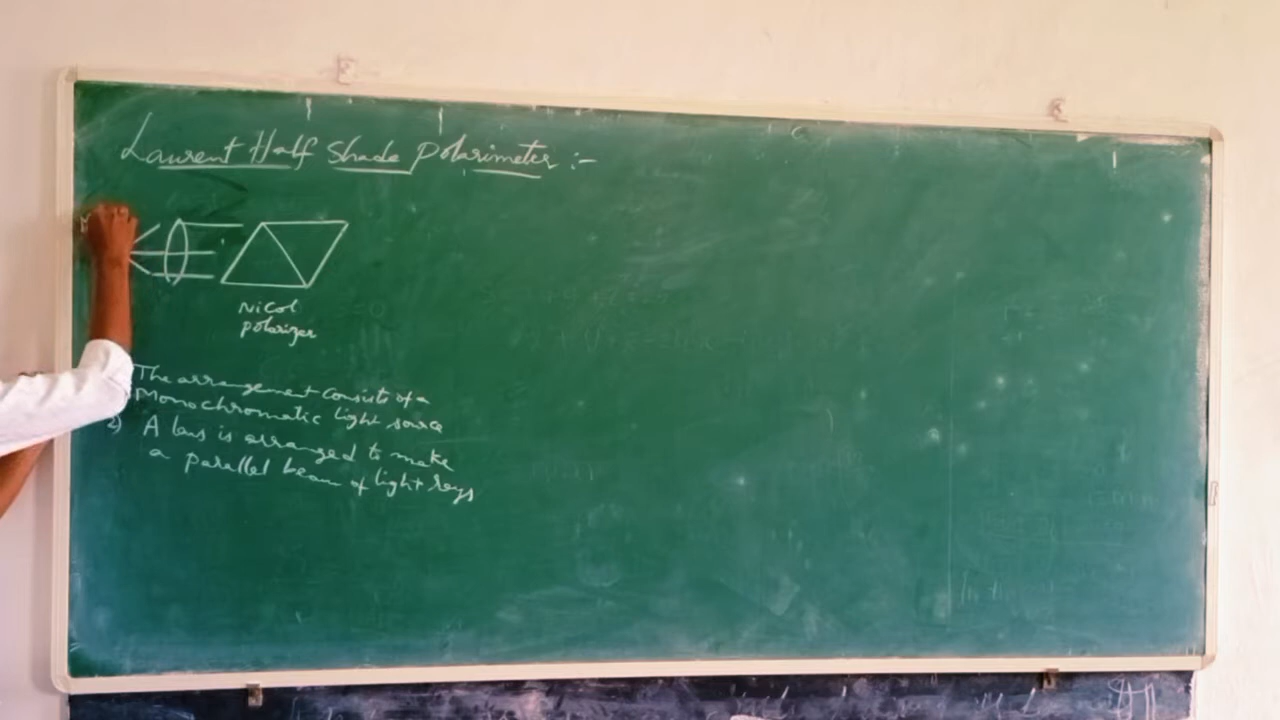 Laurent Half Shade Polarimeter :-
Nicol
polarizer
The arrangement consists of a
Monochromatic light source
2) A lens is arranged to make
a parallel beam of light rays